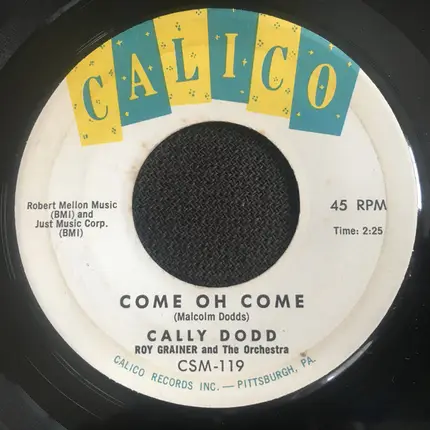 CALICO
Robert Mellon Music
(BMI) and
Just Music Corp.
(BMI)
45 RPM
Time: 2:25
COME OH COME
(Malcolm Dodds)
CALLY DODD
ROY GRAINER and The Orchestra
CSM-119
CALICO RECORDS INC. — PITTSBURGH, PA.